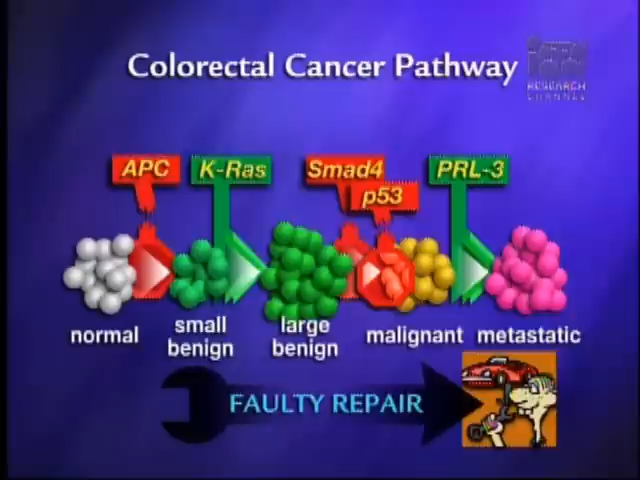 Colorectal Cancer Pathway
RESEARCH
CHANNEL
APC
K-Ras
Smad4
p53
PRL-3
normal
small
benign
large
benign
malignant
metastatic
FAULTY REPAIR